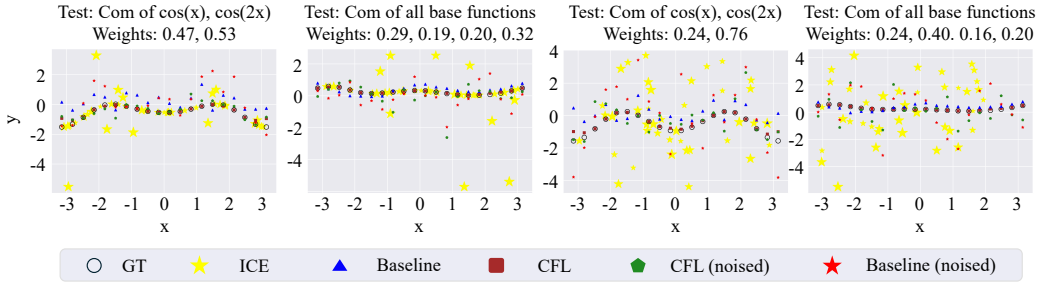 Test: Com of cos(x), cos(2x)
Weights: 0.47, 0.53
Test: Com of all base functions
Weights: 0.29, 0.19, 0.20, 0.32
Test: Com of cos(x), cos(2x)
Weights: 0.24, 0.76
Test: Com of all base functions
Weights: 0.24, 0.40. 0.16, 0.20
y
2
0
-2
-4
-3 -2 -1 0 1 2 3
x
2
0
-2
-4
-3 -2 -1 0 1 2 3
x
4
2
0
-2
-4
-3 -2 -1 0 1 2 3
x
4
2
0
-2
-4
-3 -2 -1 0 1 2 3
x
GT ICE Baseline CFL CFL (noised) Baseline (noised)